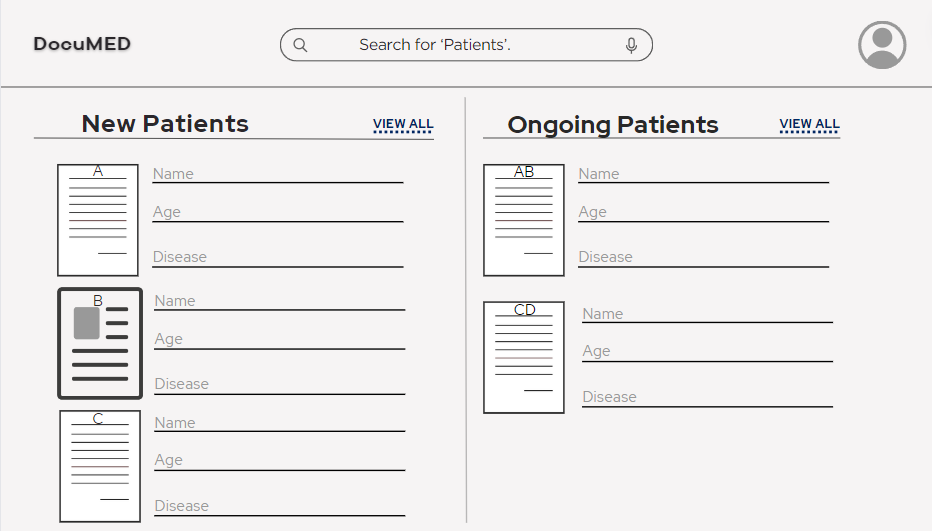 DocuMED
Search for ‘Patients’.
New Patients
VIEW ALL
A
Name
Age
Disease
B
Name
Age
Disease
C
Name
Age
Disease
Ongoing Patients
VIEW ALL
AB
Name
Age
Disease
CD
Name
Age
Disease